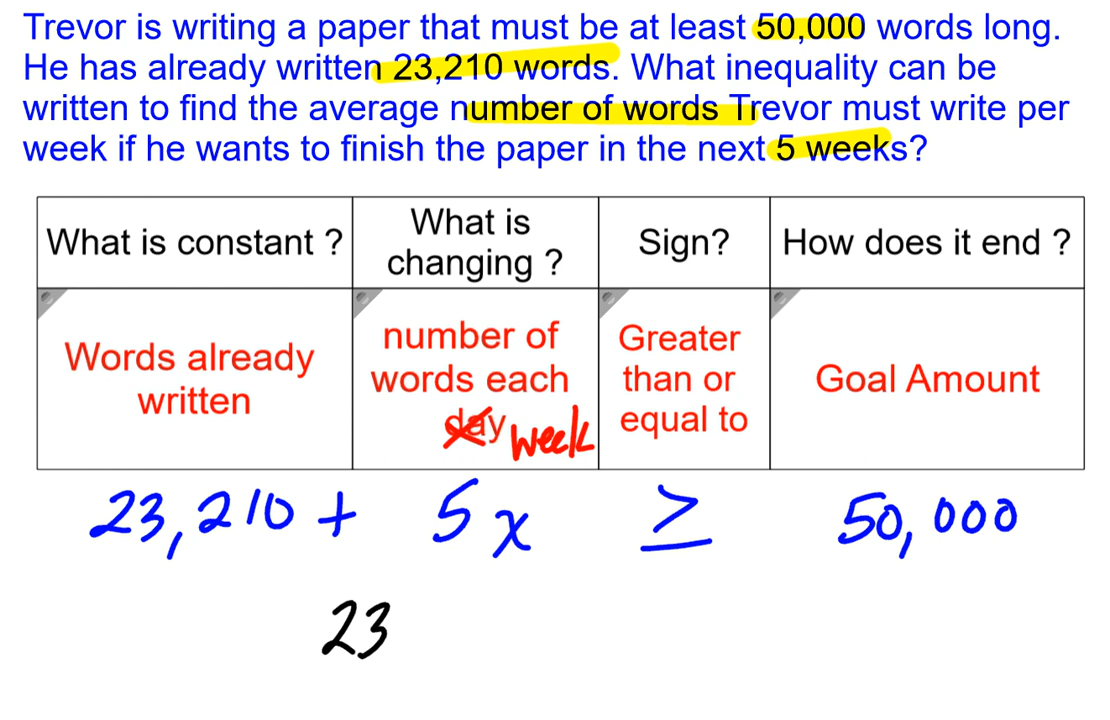 Trevor is writing a paper that must be at least 50,000 words long.
He has already written 23,210 words. What inequality can be
written to find the average number of words Trevor must write per
week if he wants to finish the paper in the next 5 weeks?
What is constant ?
What is
changing ?
Sign?
How does it end ?
Words already
written
number of
words each
day week
Greater
than or
equal to
Goal Amount
23,210 + 5x ≥ 50,000
23